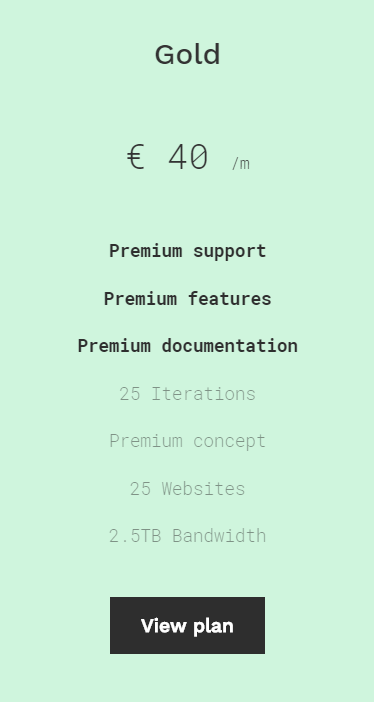 Gold
€ 40 /m
Premium support
Premium features
Premium documentation
25 Iterations
Premium concept
25 Websites
2.5TB Bandwidth
View plan